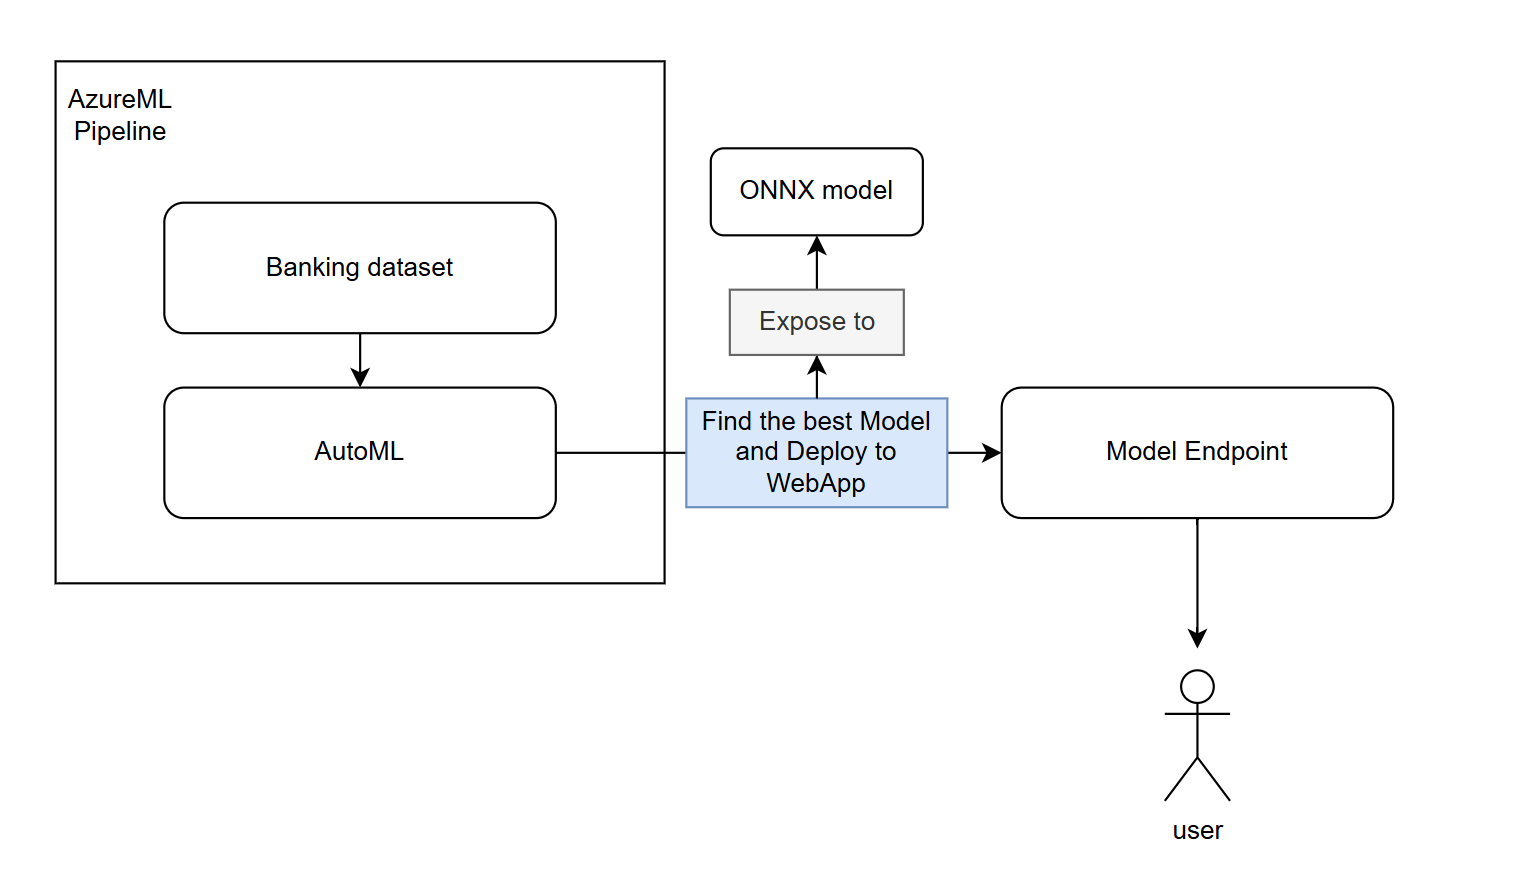 AzureML
Pipeline
Banking dataset
AutoML
ONNX model
Expose to
Find the best Model
and Deploy to
WebApp
Model Endpoint
user